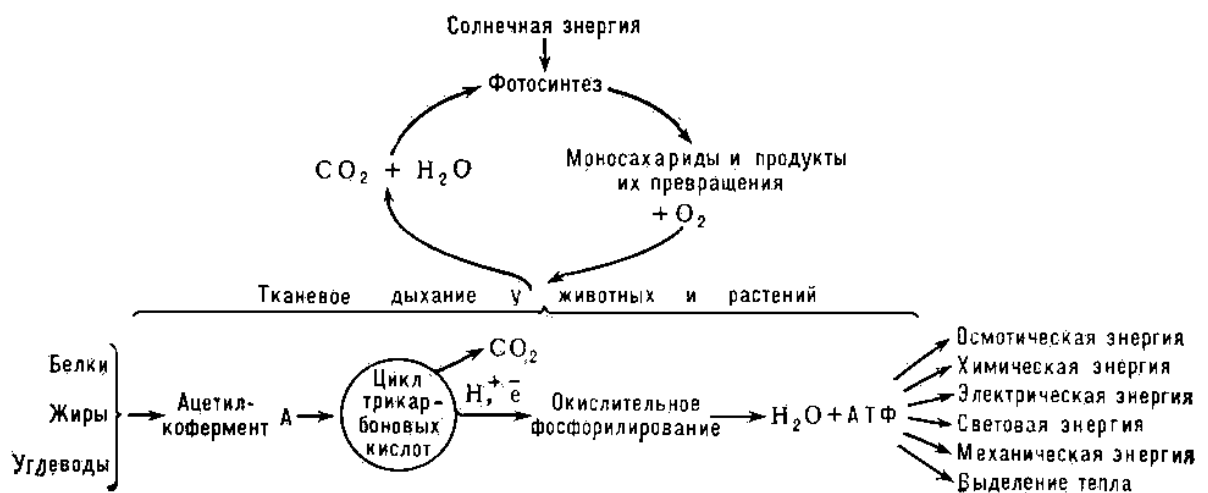 Солнечная энергия
Фотосинтез
CO₂ + H₂O
Моносахариды и продукты
их превращения
+ O₂
Тканевое дыхание у животных и растений
Белки
Жиры
Углеводы
Ацетил-
кофермент А
Цикл
трикар-
боновых
кислот
CO₂
H⁺, e⁻
Окислительное
фосфорилирование
H₂O + АТФ
Осмотическая энергия
Химическая энергия
Электрическая энергия
Световая энергия
Механическая энергия
Выделение тепла